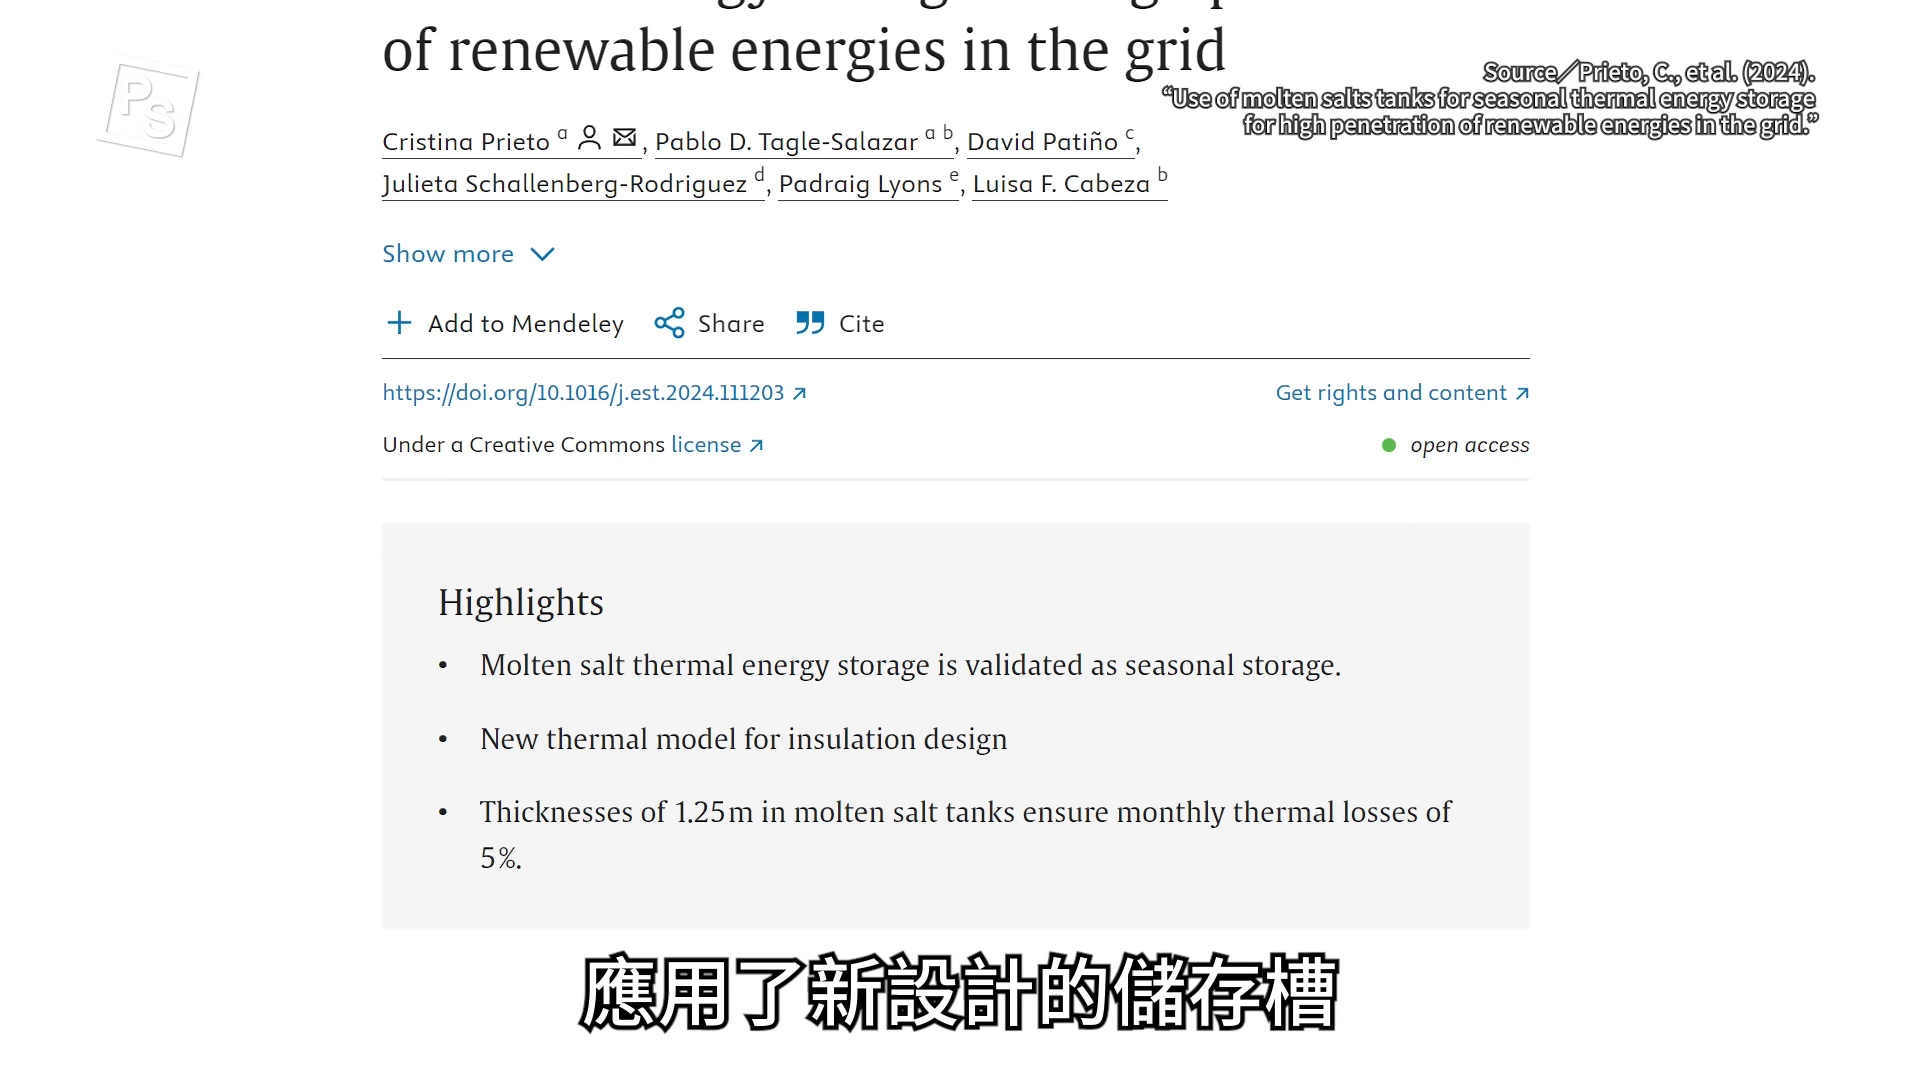 of renewable energies in the grid
Source／Prieto, C., et al. (2024).
“Use of molten salts tanks for seasonal thermal energy storage
for high penetration of renewable energies in the grid.”
PS
Cristina Prieto a, Pablo D. Tagle-Salazar a b, David Patiño c,
Julieta Schallenberg-Rodriguez d, Padraig Lyons e, Luisa F. Cabeza b
Show more
Add to Mendeley Share Cite
https://doi.org/10.1016/j.est.2024.111203 Get rights and content
Under a Creative Commons license open access
Highlights
• Molten salt thermal energy storage is validated as seasonal storage.
• New thermal model for insulation design
• Thicknesses of 1.25 m in molten salt tanks ensure monthly thermal losses of
5 %.
應用了新設計的儲存槽